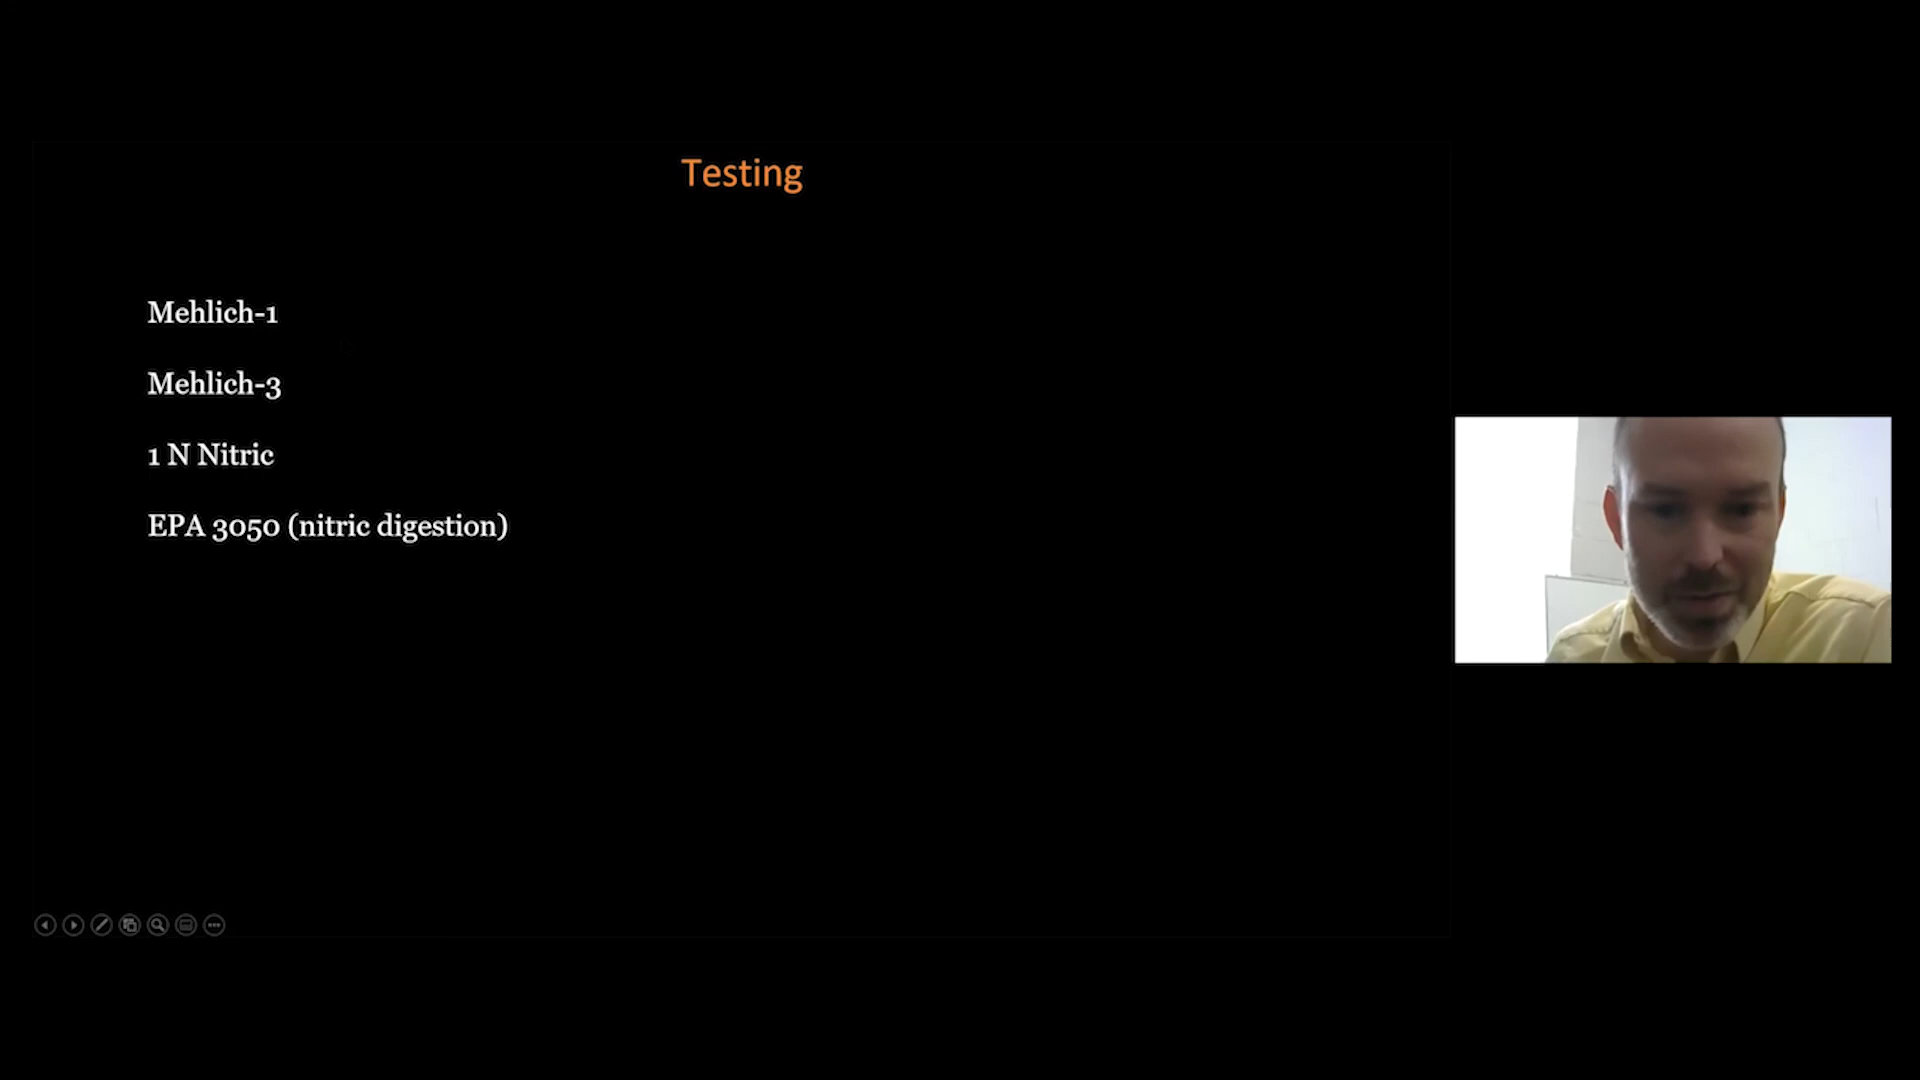 Testing
Mehlich-1
Mehlich-3
1 N Nitric
EPA 3050 (nitric digestion)